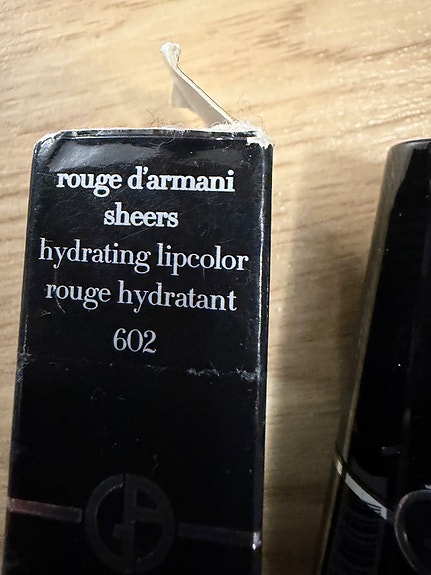 rouge d'armani
sheers
hydrating lipcolor
rouge hydratant
602